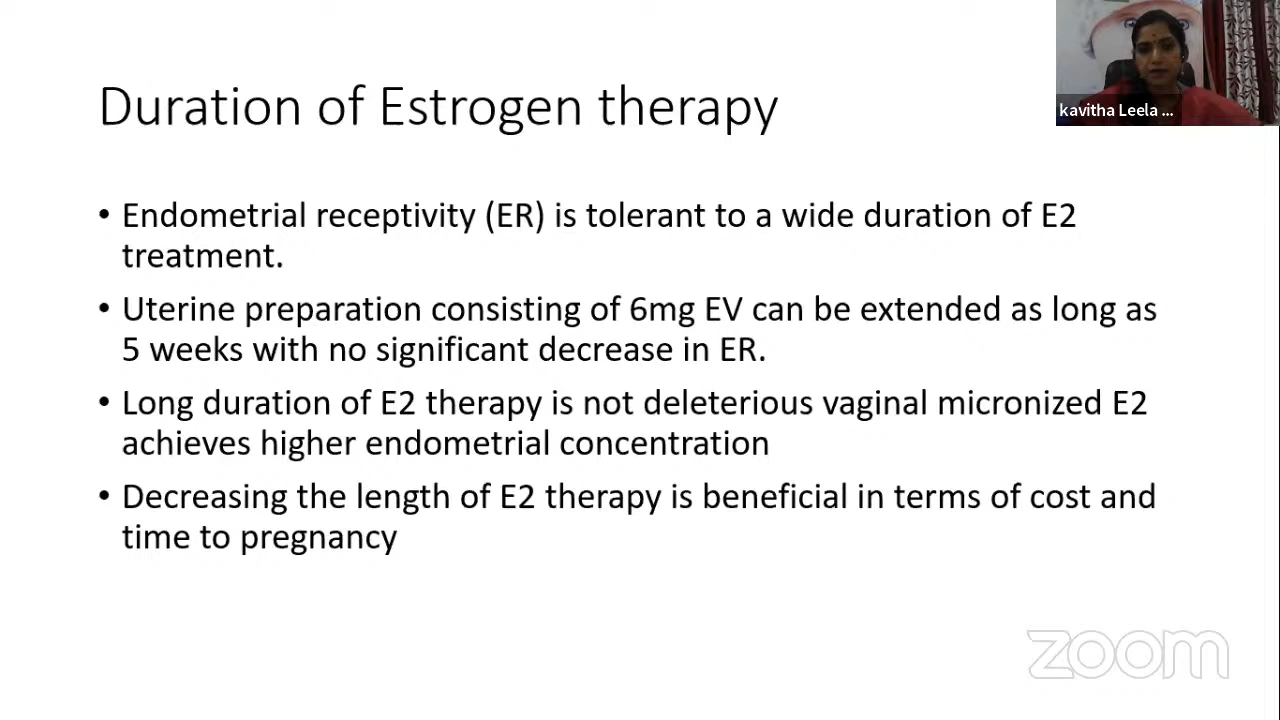 kavitha Leela ...
Duration of Estrogen therapy
• Endometrial receptivity (ER) is tolerant to a wide duration of E2
treatment.
• Uterine preparation consisting of 6mg EV can be extended as long as
5 weeks with no significant decrease in ER.
• Long duration of E2 therapy is not deleterious vaginal micronized E2
achieves higher endometrial concentration
• Decreasing the length of E2 therapy is beneficial in terms of cost and
time to pregnancy
zoom